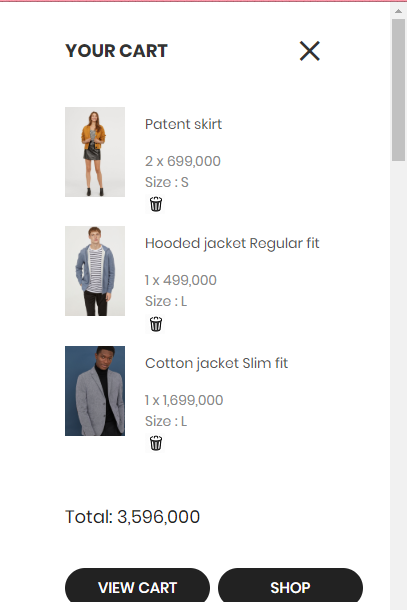 YOUR CART
Patent skirt
2 x 699,000
Size : S
Hooded jacket Regular fit
1 x 499,000
Size : L
Cotton jacket Slim fit
1 x 1,699,000
Size : L
Total: 3,596,000
VIEW CART SHOP